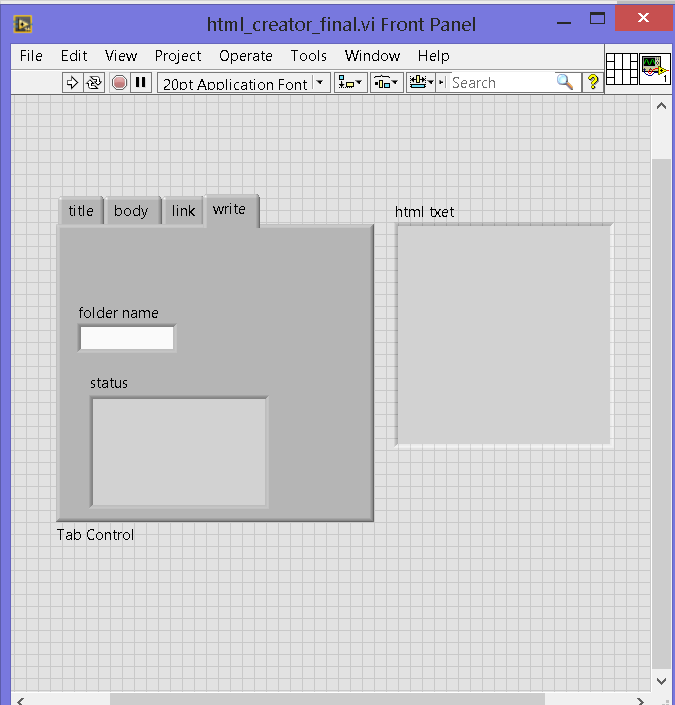 html_creator_final.vi Front Panel
File Edit View Project Operate Tools Window Help
20pt Application Font Search ? 1
title body link write
html txet
folder name
status
Tab Control